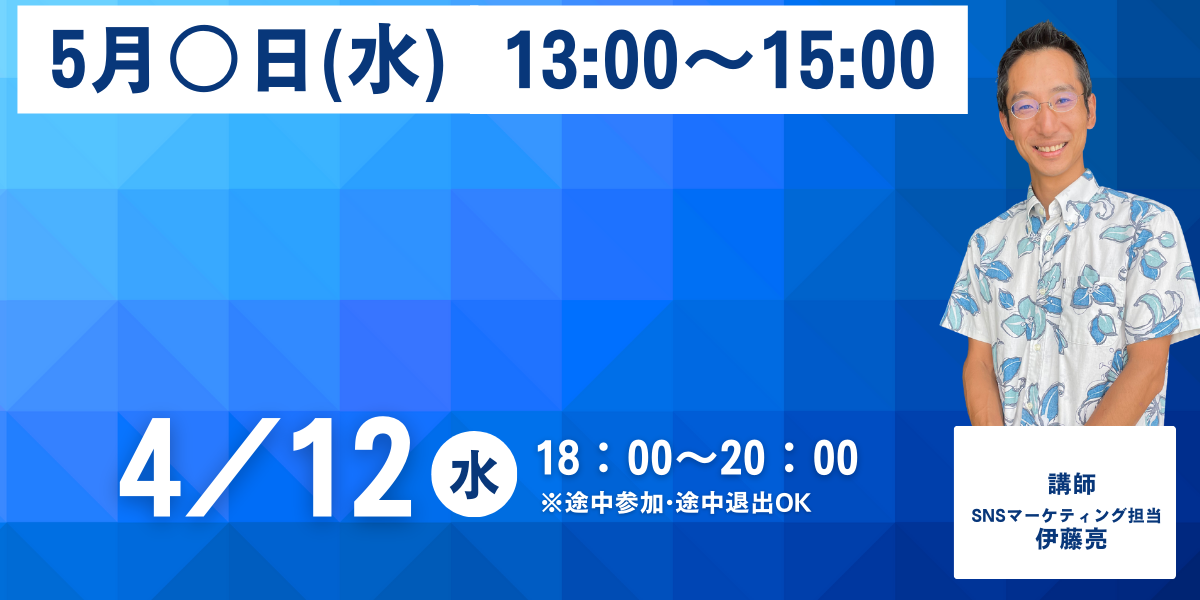 5月◯日(水) 13:00〜15:00
4／12 水
18：00〜20：00
※途中参加・途中退出OK
講師
SNSマーケティング担当
伊藤亮